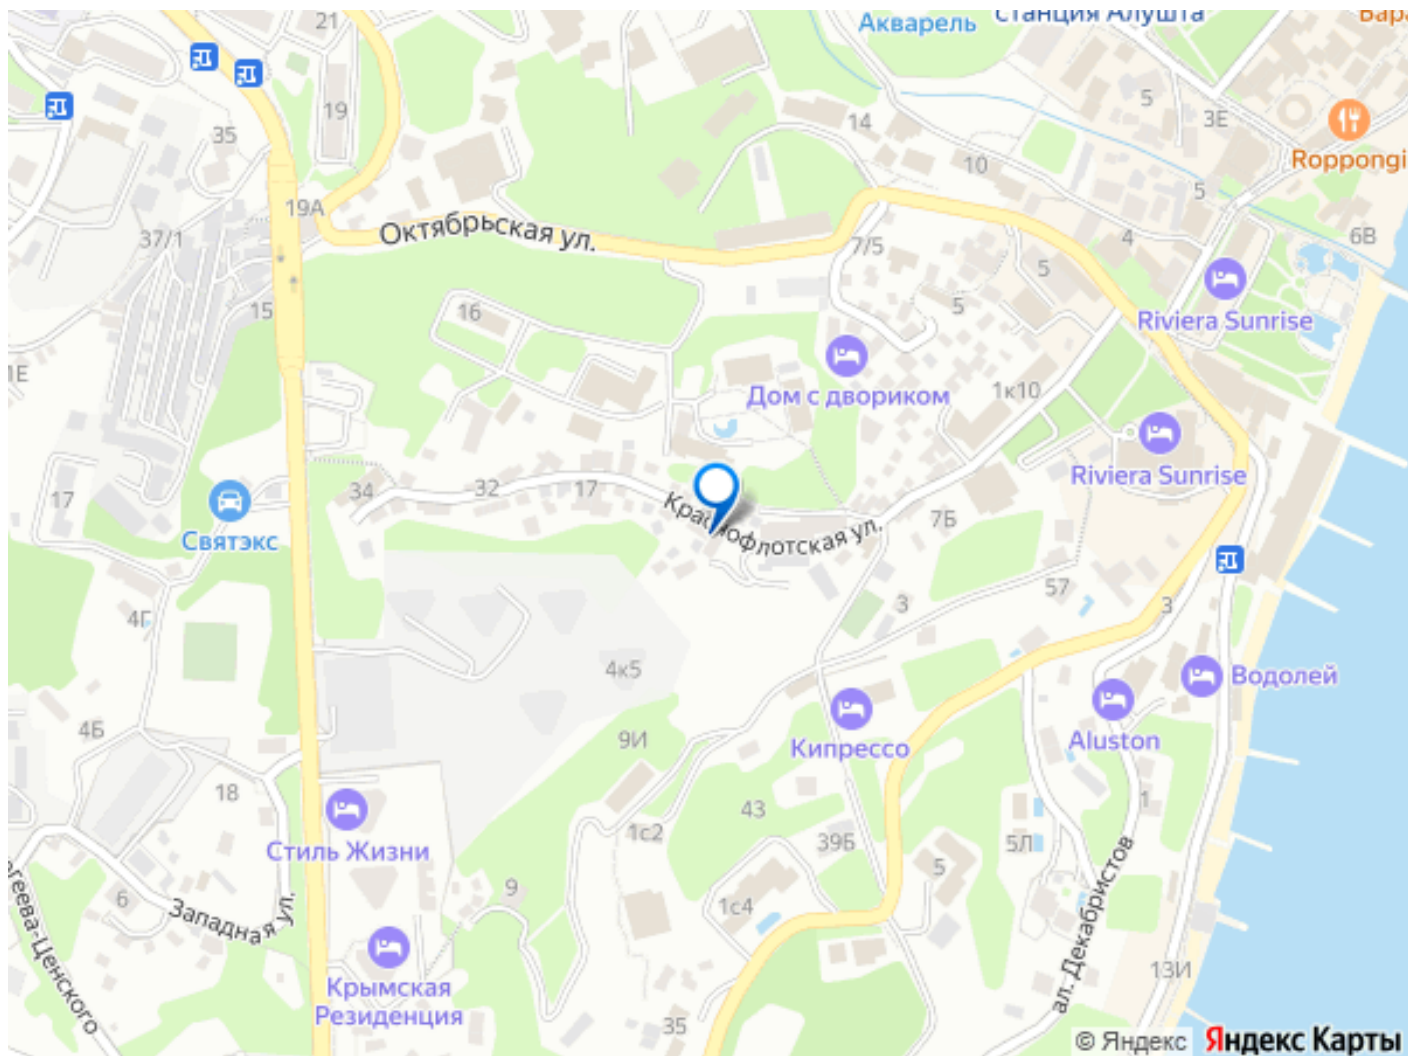 21
Акварель
станция Алушта
19
35
14
5
3Е
10
Roppongi
5
19А
37/1
Октябрьская ул.
7/5
4
6В
5
15
16
5
Riviera Sunrise
1к10
Дом с двориком
Riviera Sunrise
17
34
32
17
Краснофлотская ул.
7Б
Святэкс
4Г
3
57
3
4к5
Водолей
4Б
9И
Кипрессо
Aluston
18
43
1
1с2
39Б
5Л
5
Стиль Жизни
6
9
1с4
Западная ул.
ал. Декабристов
13И
Крымская
Резиденция
35
© Яндекс Яндекс Карты